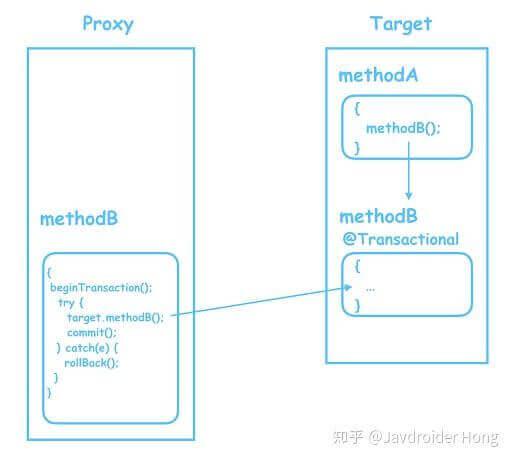 Proxy
Target
methodA
{
methodB();
}
methodB
@Transactional
{
...
}
methodB
{
beginTransaction();
try {
target.methodB();
commit();
} catch(e) {
rollBack();
}
}
知乎 @Javdroider Hong